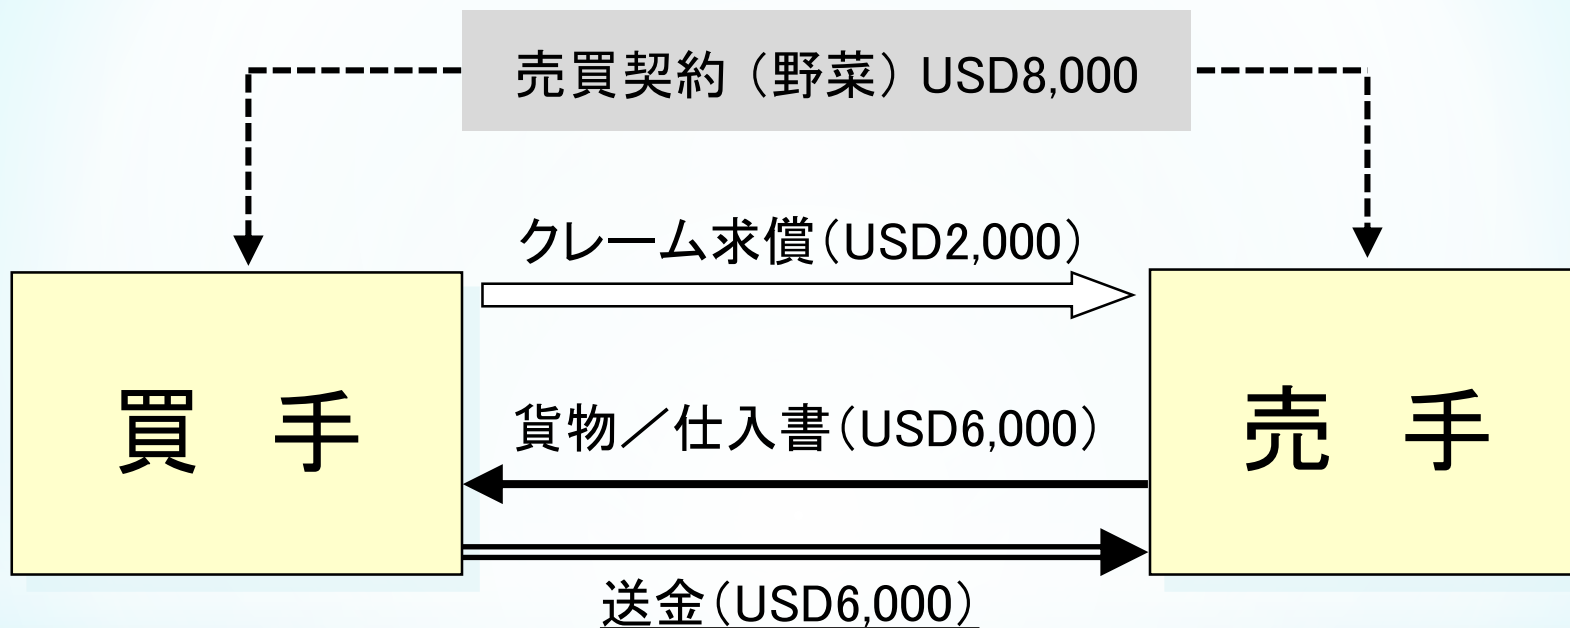 売買契約（野菜）USD8,000
クレーム求償（USD2,000）
買　手
貨物／仕入書（USD6,000）
売　手
送金（USD6,000）